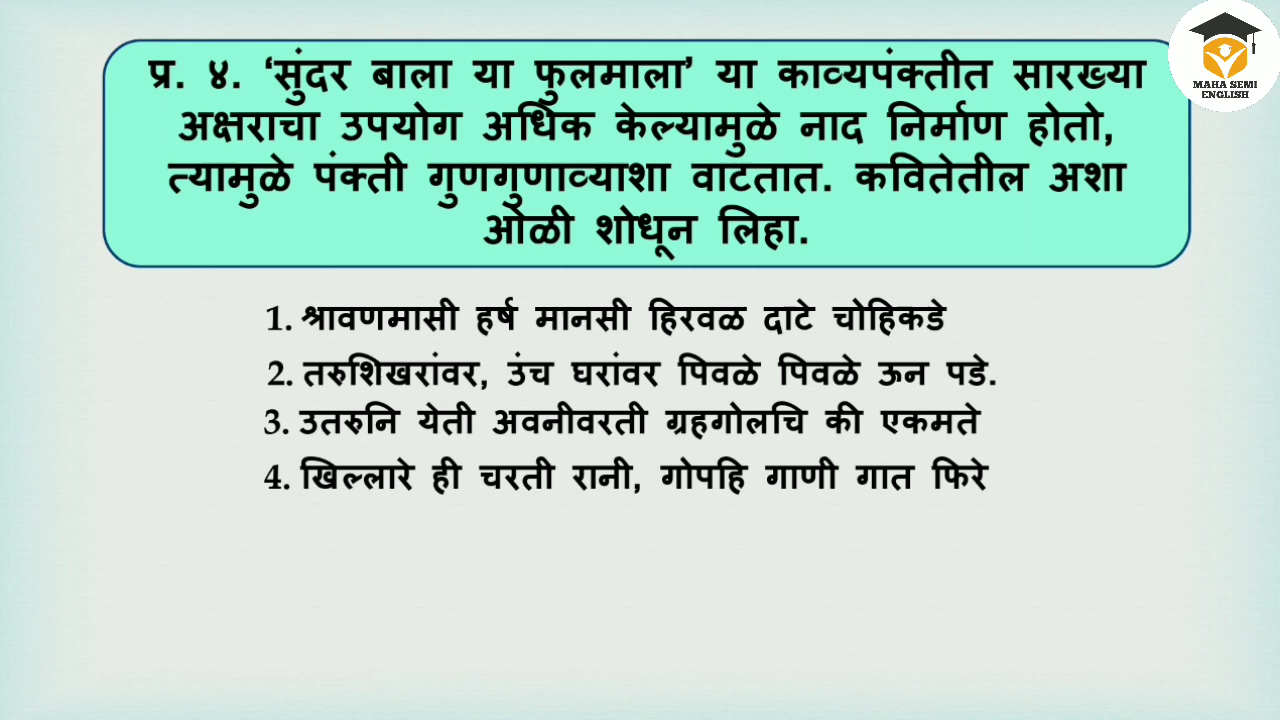 प्र. ४. ‘सुंदर बाला या फुलमाला’ या काव्यपंक्तीत सारख्या
अक्षराचा उपयोग अधिक केल्यामुळे नाद निर्माण होतो,
त्यामुळे पंक्ती गुणगुणाव्याशा वाटतात. कवितेतील अशा
ओळी शोधून लिहा.
MAHA SEMI
ENGLISH
1. श्रावणमासी हर्ष मानसी हिरवळ दाटे चोहिकडे
2. तरुशिखरांवर, उंच घरांवर पिवळे पिवळे ऊन पडे.
3. उतरुनि येती अवनीवरती ग्रहगोलचि की एकमते
4. खिल्लारे ही चरती रानी, गोपहि गाणी गात फिरे